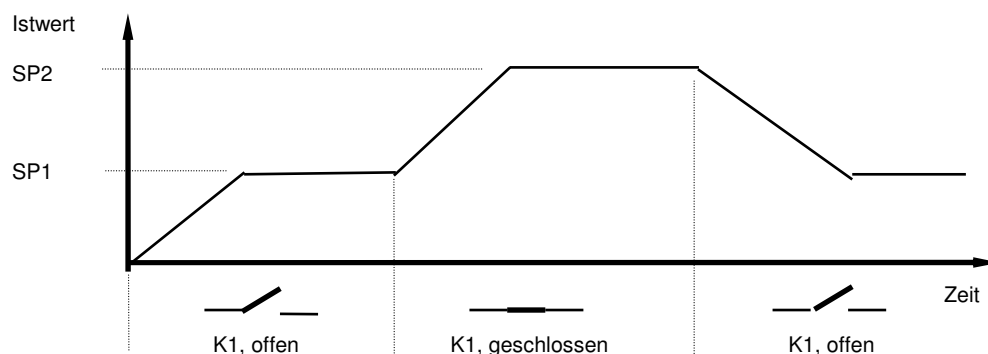 Istwert
SP2
SP1
Zeit
K1, offen
K1, geschlossen
K1, offen